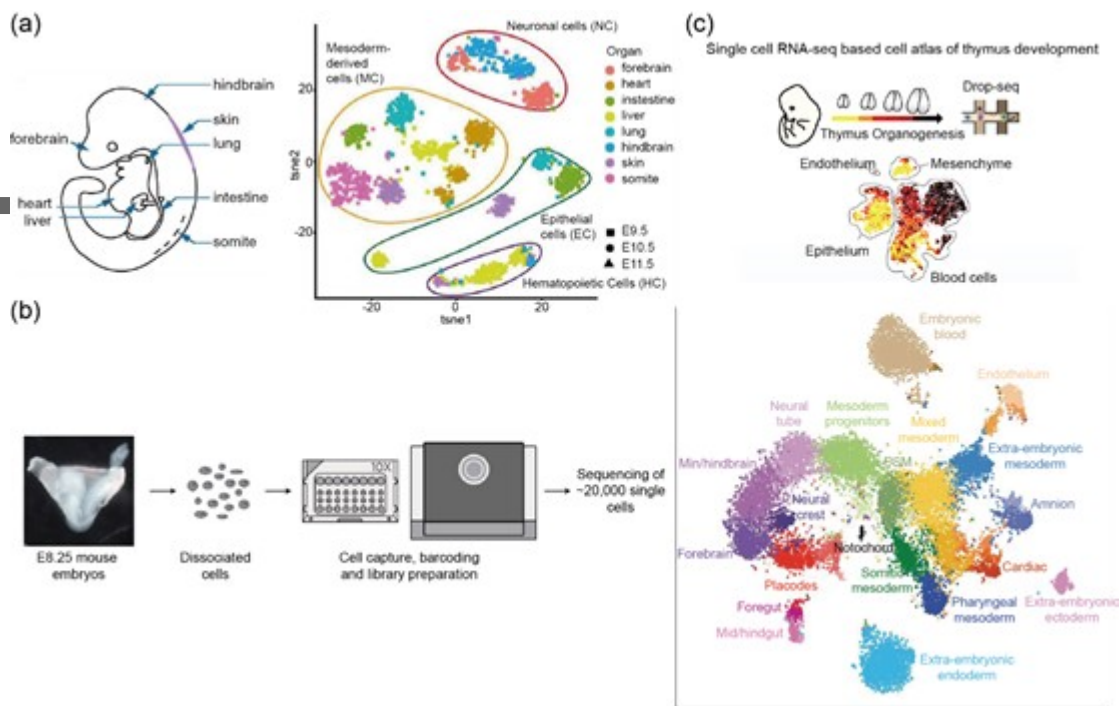 (a)
hindbrain
skin
forebrain
lung
heart
liver
intestine
somite
Mesoderm-
derived
cells (MC)
Neuronal cells (NC)
Organ
forebrain
heart
instestine
liver
lung
hindbrain
skin
somite
tsne2
20
0
-20
Epithelial
cells (EC)
E9.5
E10.5
E11.5
Hematopoietic Cells (HC)
-20
0
20
tsne1
(c)
Single cell RNA-seq based cell atlas of thymus development
Drop-seq
Thymus Organogenesis
Endothelium
Mesenchyme
Epithelium
Blood cells
(b)
E8.25 mouse
embryos
Dissociated
cells
10X
Cell capture, barcoding
and library preparation
Sequencing of
~20,000 single
cells
Embryonic
blood
Endothelium
Neural
tube
Mesoderm
progenitors
Mixed
mesoderm
Extra-embryonic
mesoderm
Min/hindbrain
PSM
Neural
crest
Amnion
Forebrain
Notochord
Placodes
Somitic
mesoderm
Cardiac
Foregut
Pharyngeal
mesoderm
Extra-embryonic
ectoderm
Mid/hindgut
Extra-embryonic
endoderm